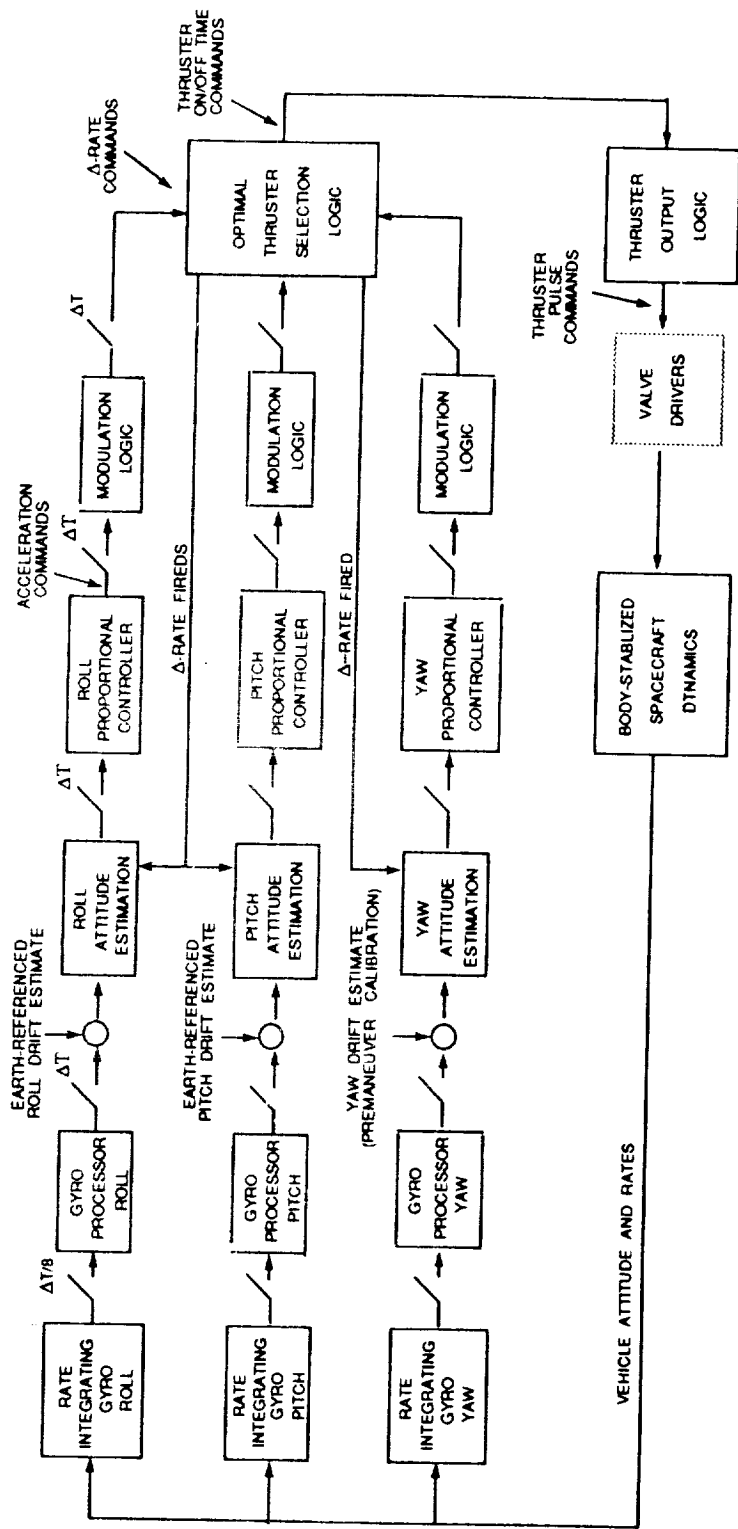 RATE
INTEGRATING
GYRO
ROLL
ΔT/8
GYRO
PROCESSOR
ROLL
ΔT
EARTH-REFERENCED
ROLL DRIFT ESTIMATE
ROLL
ATTITUDE
ESTIMATION
ΔT
ROLL
PROPORTIONAL
CONTROLLER
ACCELERATION
COMMANDS
ΔT
MODULATION
LOGIC
ΔT
Δ-RATE
COMMANDS
RATE
INTEGRATING
GYRO
PITCH
GYRO
PROCESSOR
PITCH
EARTH-REFERENCED
PITCH DRIFT ESTIMATE
PITCH
ATTITUDE
ESTIMATION
Δ-RATE FIREDS
PITCH
PROPORTIONAL
CONTROLLER
MODULATION
LOGIC
OPTIMAL
THRUSTER
SELECTION
LOGIC
THRUSTER
ON/OFF TIME
COMMANDS
RATE
INTEGRATING
GYRO
YAW
GYRO
PROCESSOR
YAW
YAW DRIFT ESTIMATE
(PREMANEUVER CALIBRATION)
YAW
ATTITUDE
ESTIMATION
Δ-RATE FIRED
YAW
PROPORTIONAL
CONTROLLER
MODULATION
LOGIC
VEHICLE ATTITUDE AND RATES
BODY-STABLIZED
SPACECRAFT
DTNAMICS
VALVE
DRIVERS
THRUSTER
PULSE
COMMANDS
THRUSTER
OUTPUT
LOGIC